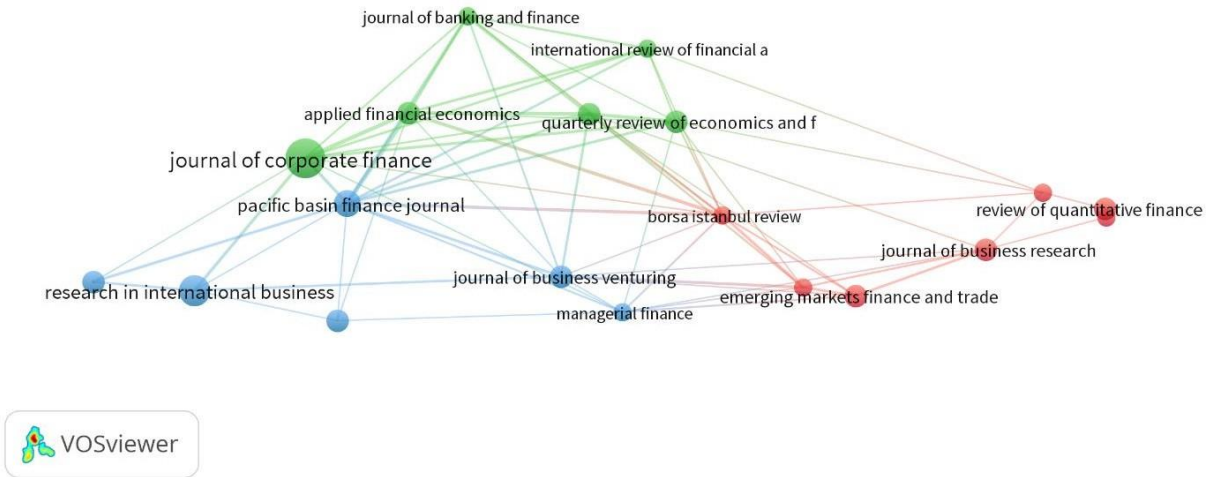 journal of banking and finance
international review of financial a
applied financial economics
quarterly review of economics and f
journal of corporate finance
pacific basin finance journal
borsa istanbul review
review of quantitative finance
journal of business research
journal of business venturing
research in international business
emerging markets finance and trade
managerial finance
VOSviewer